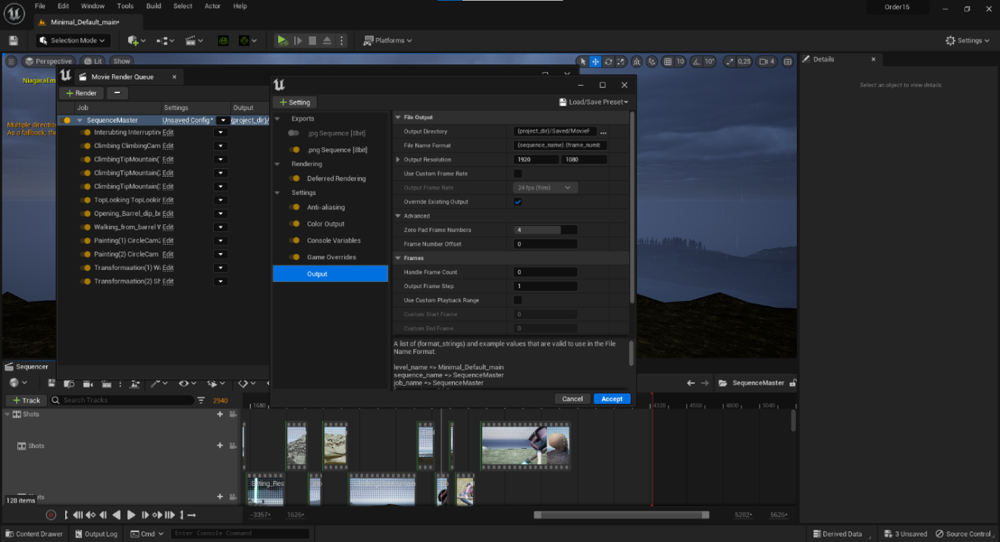 File Edit Window Tools Build Select Actor Help
Order15
Minimal_Default_main•
Selection Mode
Platforms
Settings
Perspective Lit Show
10 10° 0,25 4
Details
Select an object to view details.
NiagaraEm
Multiple direction
As a fallback, the
Movie Render Queue
+ Render
Job Settings Output
SequenceMaster Unsaved Config* {project_dir}/
Interubting Interruptin Edit
Climbing ClimbingCam Edit
ClimbingTipMountain( Edit
ClimbingTipMountain(2 Edit
ClimbingTipMountain(3 Edit
TopLooking TopLookin Edit
Opening_Barrel_dip_br Edit
Walking_from_barrel W Edit
Painting(1) CircleCam2 Edit
Painting(2) CircleCam Edit
Transformaation(1) Wa Edit
Transformaation(2) Sh Edit
+ Setting
Load/Save Preset
Exports
.jpg Sequence [8bit]
.png Sequence [8bit]
Rendering
Deferred Rendering
Settings
Anti-aliasing
Color Output
Console Variables
Game Overrides
Output
File Output
Output Directory {project_dir}/Saved/MovieF ...
File Name Format {sequence_name}.{frame_numb
Output Resolution 1920 1080
Use Custom Frame Rate
Output Frame Rate 24 fps (film)
Override Existing Output
Advanced
Zero Pad Frame Numbers 4
Frame Number Offset 0
Frames
Handle Frame Count 0
Output Frame Step 1
Use Custom Playback Range
Custom Start Frame 0
Custom End Frame 0
A list of {format_strings} and example values that are valid to use in the File
Name Format:
level_name => Minimal_Default_main
sequence_name => SequenceMaster
job_name => SequenceMaster
Cancel Accept
Sequencer
SequenceMaster
+ Track Search Tracks 2940
1680 4320 4560 4800 5040
Shots
Shots
128 items
-3357+ 1626+ 5282+ 5626+
Content Drawer Output Log Cmd Enter Console Command
Derived Data 3 Unsaved Source Control